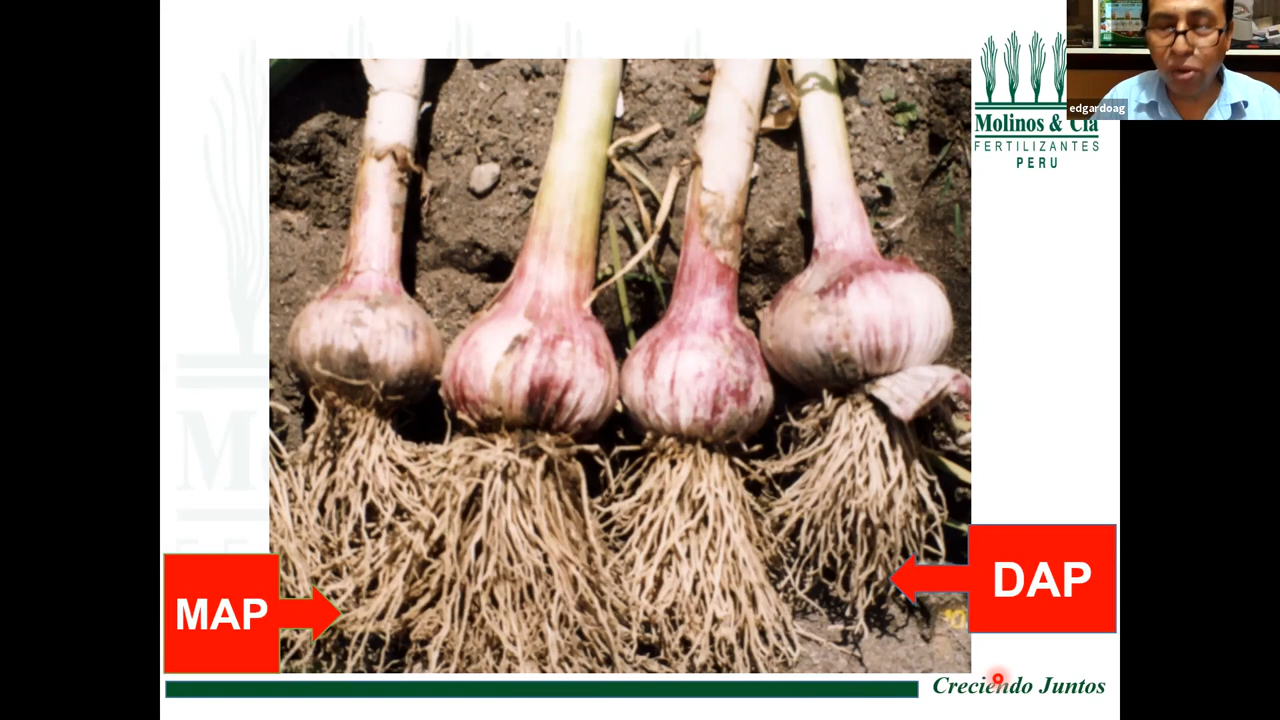 edgardoag
Molinos & Cía
FERTILIZANTES
PERU
DAP
MAP
Creciendo Juntos